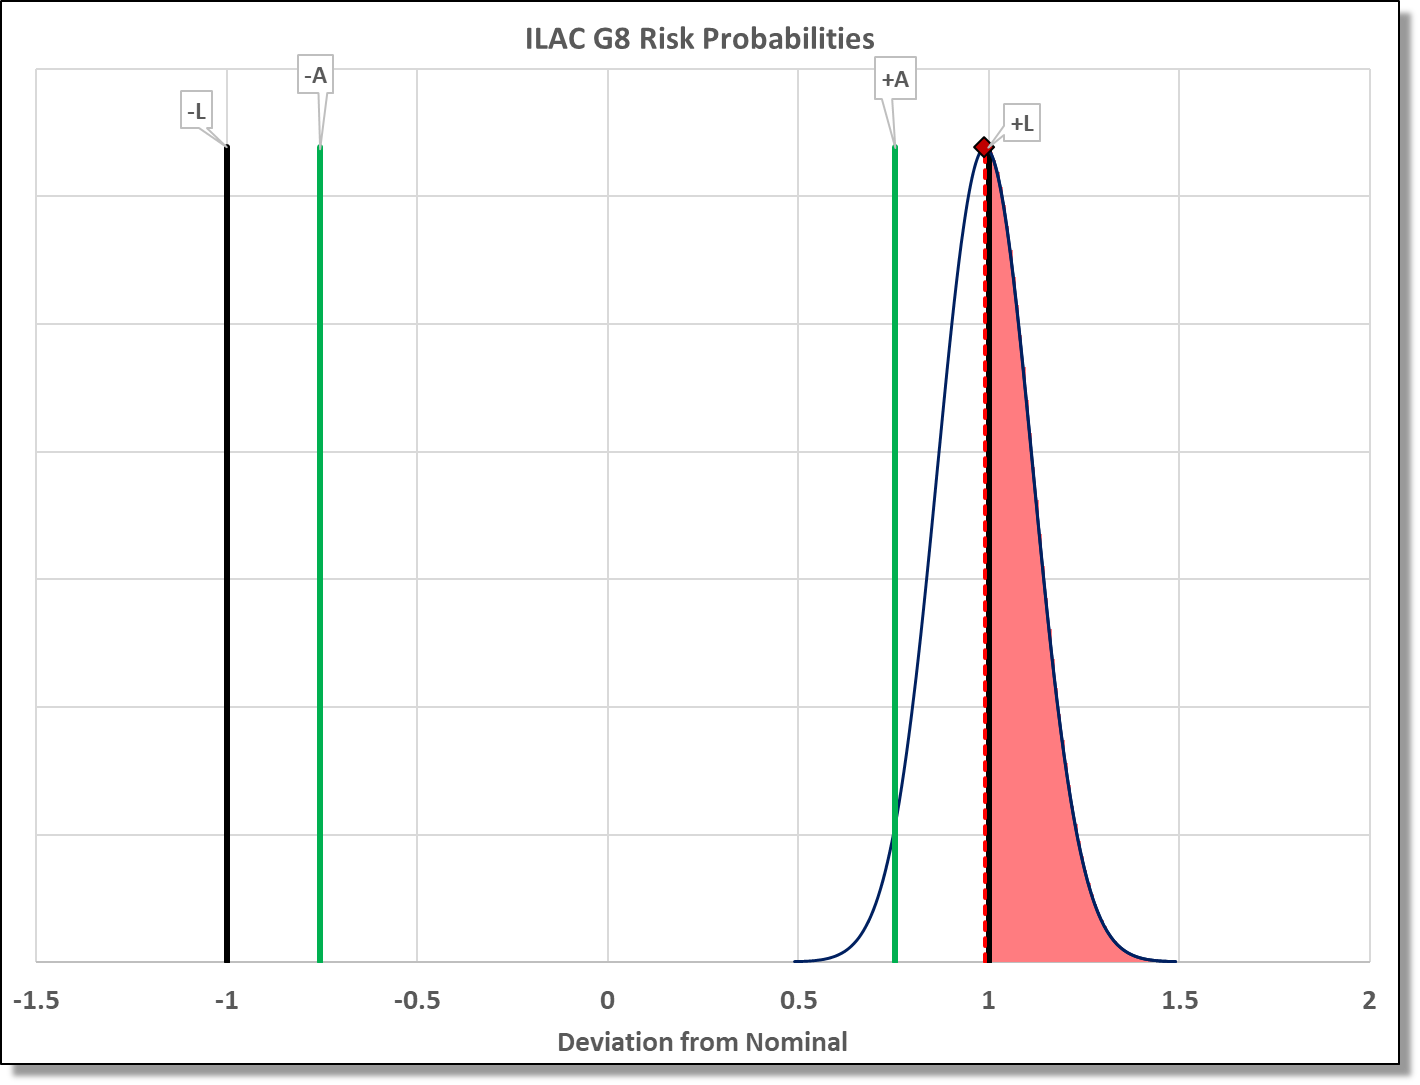 ILAC G8 Risk Probabilities
-A
+A
-L
+L
-1.5 -1 -0.5 0 0.5 1 1.5 2
Deviation from Nominal